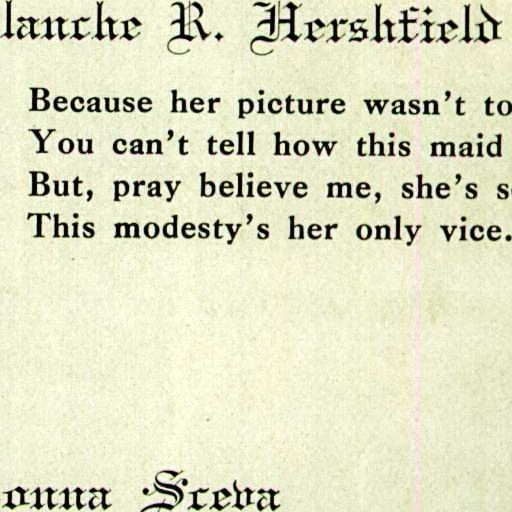 lanche R. Hershfield
Because her picture wasn't to
You can't tell how this maid
But, pray believe me, she's s
This modesty's her only vice.
onna Sceva